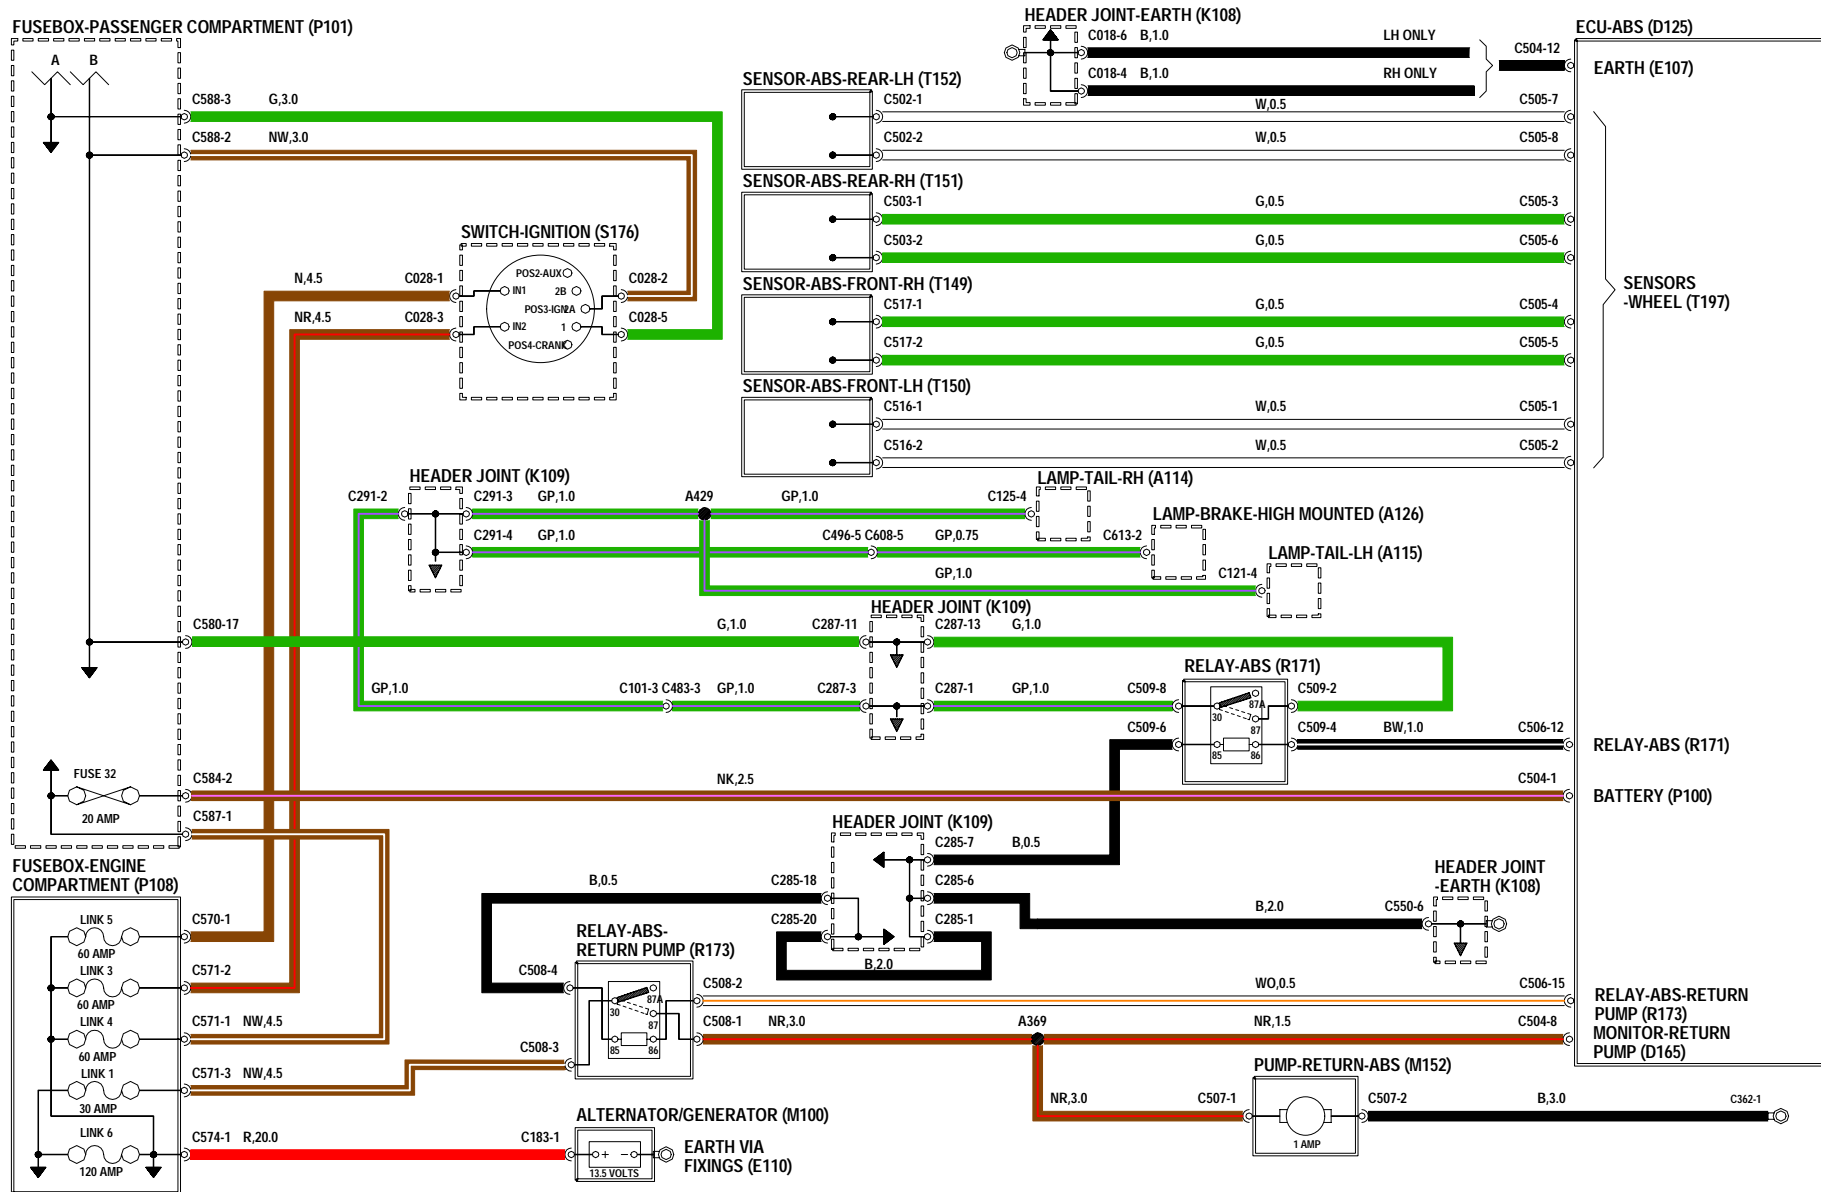 FUSEBOX-PASSENGER COMPARTMENT (P101)
A B
C588-3 G,3.0
C588-2 NW,3.0
HEADER JOINT-EARTH (K108)
C018-6 B,1.0 LH ONLY
C018-4 B,1.0 RH ONLY
C504-12
ECU-ABS (D125)
EARTH (E107)
SENSOR-ABS-REAR-LH (T152)
C502-1 W,0.5 C505-7
C502-2 W,0.5 C505-8
SENSOR-ABS-REAR-RH (T151)
C503-1 G,0.5 C505-3
C503-2 G,0.5 C505-6
SENSORS
-WHEEL (T197)
SENSOR-ABS-FRONT-RH (T149)
C517-1 G,0.5 C505-4
C517-2 G,0.5 C505-5
SENSOR-ABS-FRONT-LH (T150)
C516-1 W,0.5 C505-1
C516-2 W,0.5 C505-2
SWITCH-IGNITION (S176)
N,4.5 C028-1
NR,4.5 C028-3
POS2-AUX
IN1 2B
POS3-IGN 2A
IN2 1
POS4-CRANK
C028-2
C028-5
HEADER JOINT (K109)
C291-2 C291-3 GP,1.0 A429 GP,1.0 C125-4
LAMP-TAIL-RH (A114)
C291-4 GP,1.0 C496-5 C608-5 GP,0.75 C613-2
LAMP-BRAKE-HIGH MOUNTED (A126)
GP,1.0 C121-4
LAMP-TAIL-LH (A115)
HEADER JOINT (K109)
C580-17 G,1.0 C287-11 C287-13 G,1.0
GP,1.0 C101-3 C483-3 GP,1.0 C287-3 C287-1 GP,1.0 C509-8
RELAY-ABS (R171)
C509-2
30 87A
87
85 86
C509-6
C509-4 BW,1.0 C506-12
RELAY-ABS (R171)
FUSE 32
20 AMP
C584-2 NK,2.5 C504-1
BATTERY (P100)
C587-1
HEADER JOINT (K109)
C285-7 B,0.5
B,0.5 C285-18 C285-6
C285-20 C285-1
B,2.0
B,2.0 C550-6
HEADER JOINT
-EARTH (K108)
FUSEBOX-ENGINE
COMPARTMENT (P108)
LINK 5
60 AMP
C570-1
LINK 3
60 AMP
C571-2
LINK 4
60 AMP
C571-1 NW,4.5
LINK 1
30 AMP
C571-3 NW,4.5
LINK 6
120 AMP
C574-1 R,20.0 C183-1
RELAY-ABS-
RETURN PUMP (R173)
C508-4
C508-3
30 87A
87
85 86
C508-2 WO,0.5 C506-15
C508-1 NR,3.0 A369 NR,1.5 C504-8
RELAY-ABS-RETURN
PUMP (R173)
MONITOR-RETURN
PUMP (D165)
PUMP-RETURN-ABS (M152)
NR,3.0 C507-1
1 AMP
C507-2 B,3.0 C362-1
ALTERNATOR/GENERATOR (M100)
+ -
13.5 VOLTS
EARTH VIA
FIXINGS (E110)